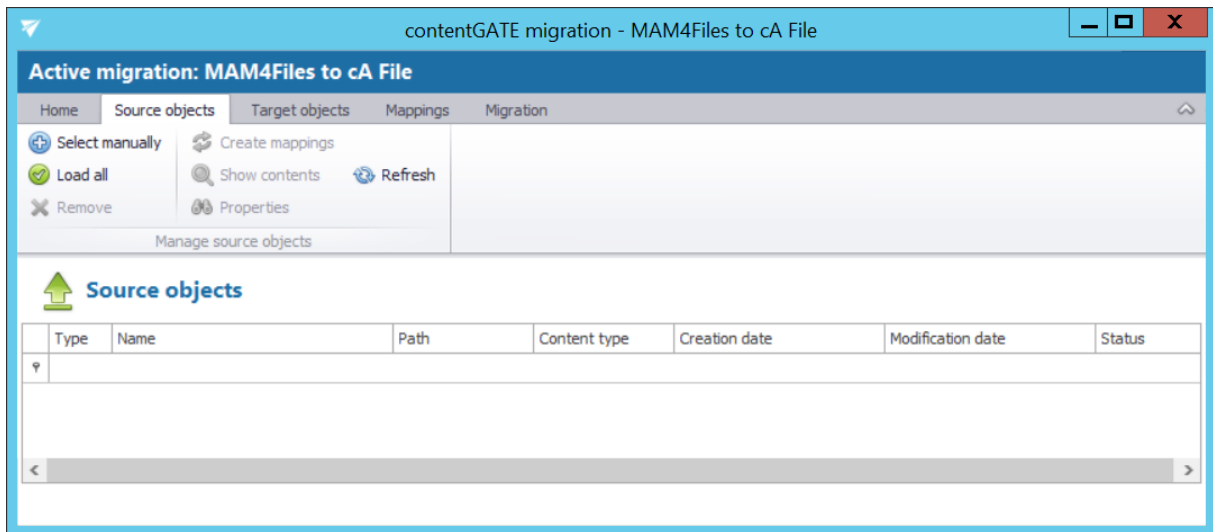 contentGATE migration - MAM4Files to cA File
Active migration: MAM4Files to cA File
Home Source objects Target objects Mappings Migration
Select manually Create mappings
Load all Show contents Refresh
Remove Properties
Manage source objects
Source objects
Type Name Path Content type Creation date Modification date Status